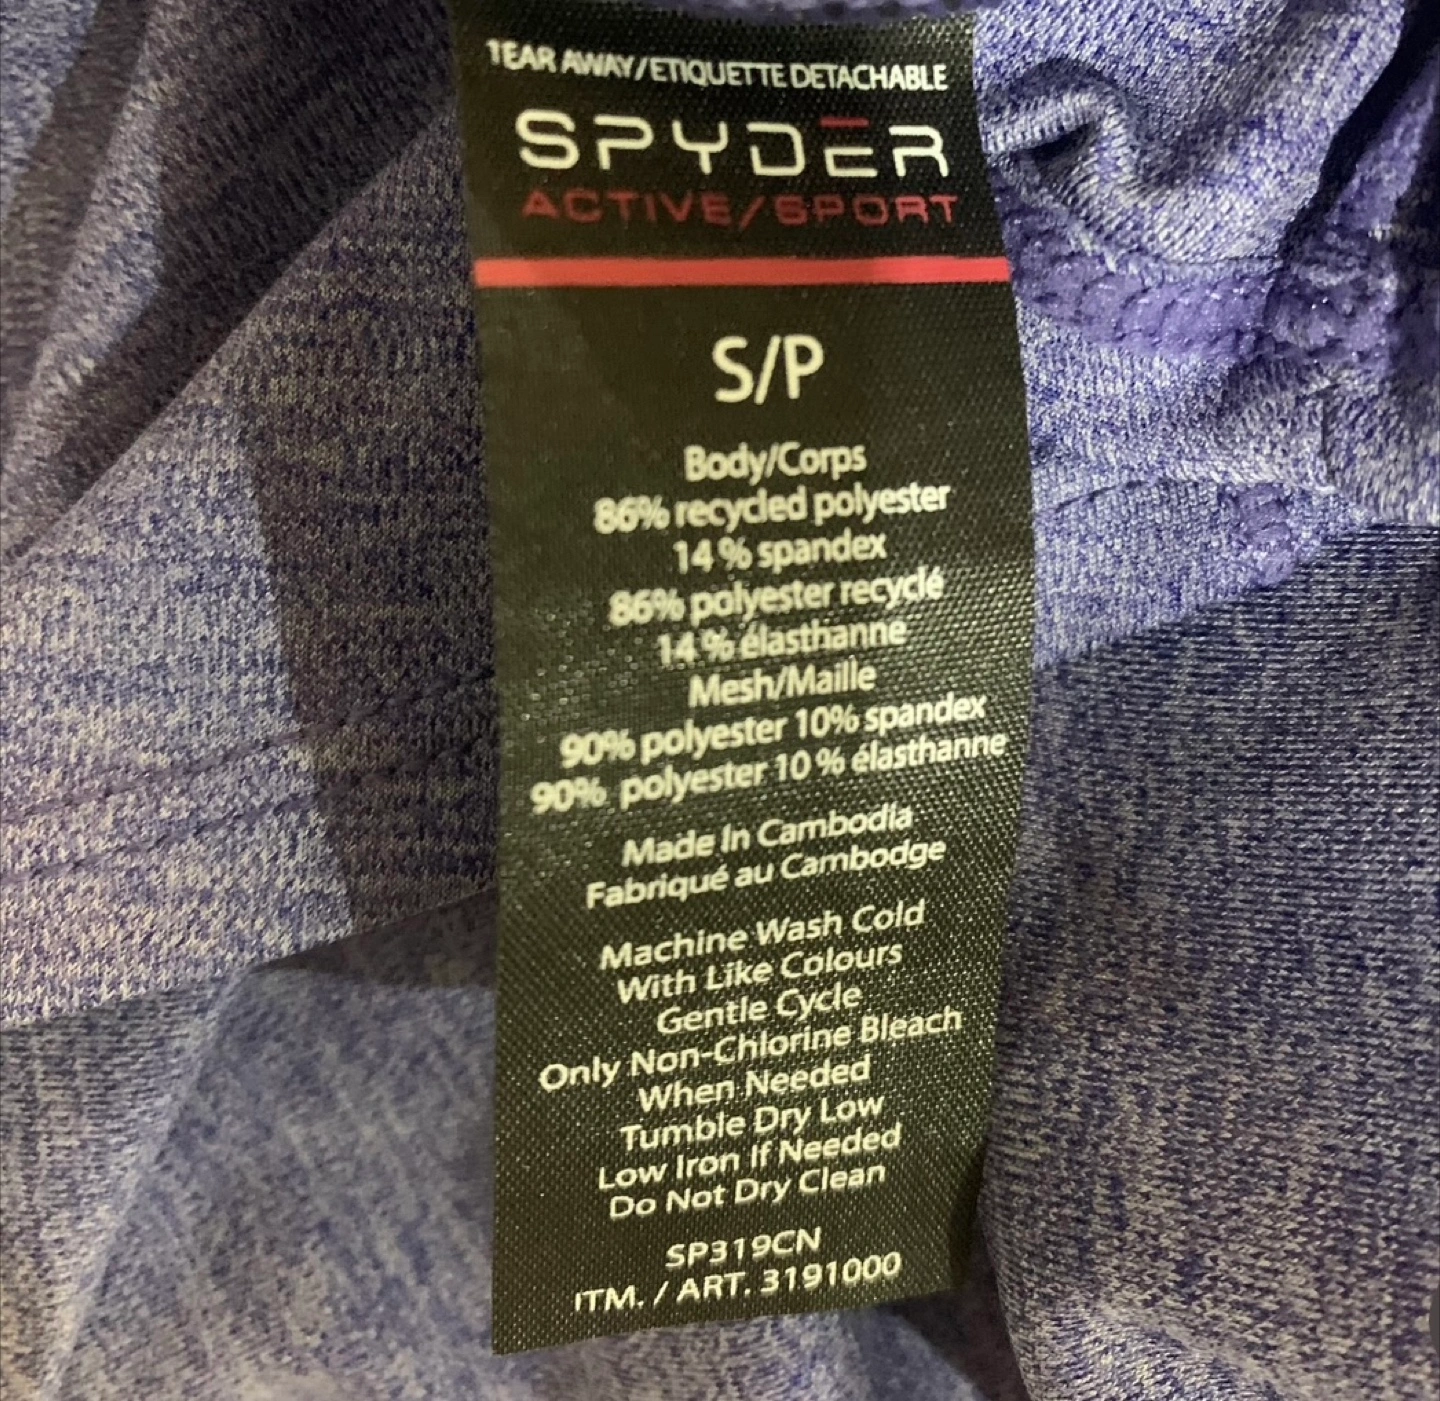 TEAR AWAY/ETIQUETTE DETACHABLE
SPYDER
ACTIVE/SPORT
S/P
Body/Corps
86% recycled polyester
14 % spandex
86% polyester recyclé
14 % élasthanne
Mesh/Maille
90% polyester 10% spandex
90% polyester 10 % élasthanne
Made In Cambodia
Fabriqué au Cambodge
Machine Wash Cold
With Like Colours
Gentle Cycle
Only Non-Chlorine Bleach
When Needed
Tumble Dry Low
Low Iron If Needed
Do Not Dry Clean
SP319CN
ITM. / ART. 3191000